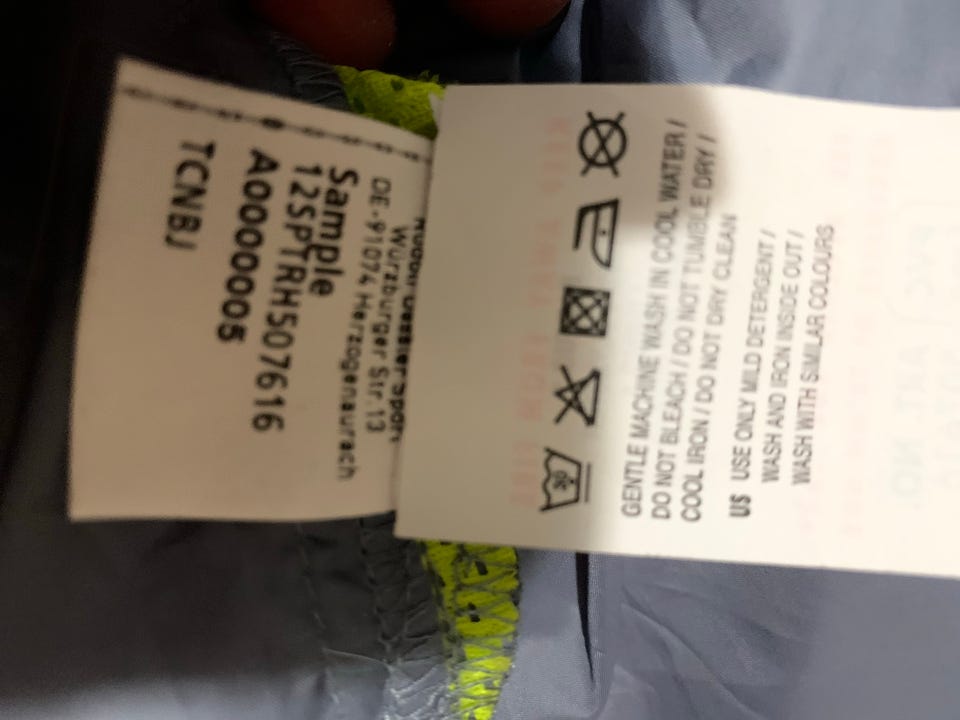 Würzburger Str.13
DE-91074 Herzogenaurach
Sample
12SPTRH507616
A0000005
TCNBJ
30
GENTLE MACHINE WASH IN COOL WATER /
DO NOT BLEACH / DO NOT TUMBLE DRY /
COOL IRON / DO NOT DRY CLEAN
US USE ONLY MILD DETERGENT /
WASH AND IRON INSIDE OUT /
WASH WITH SIMILAR COLOURS